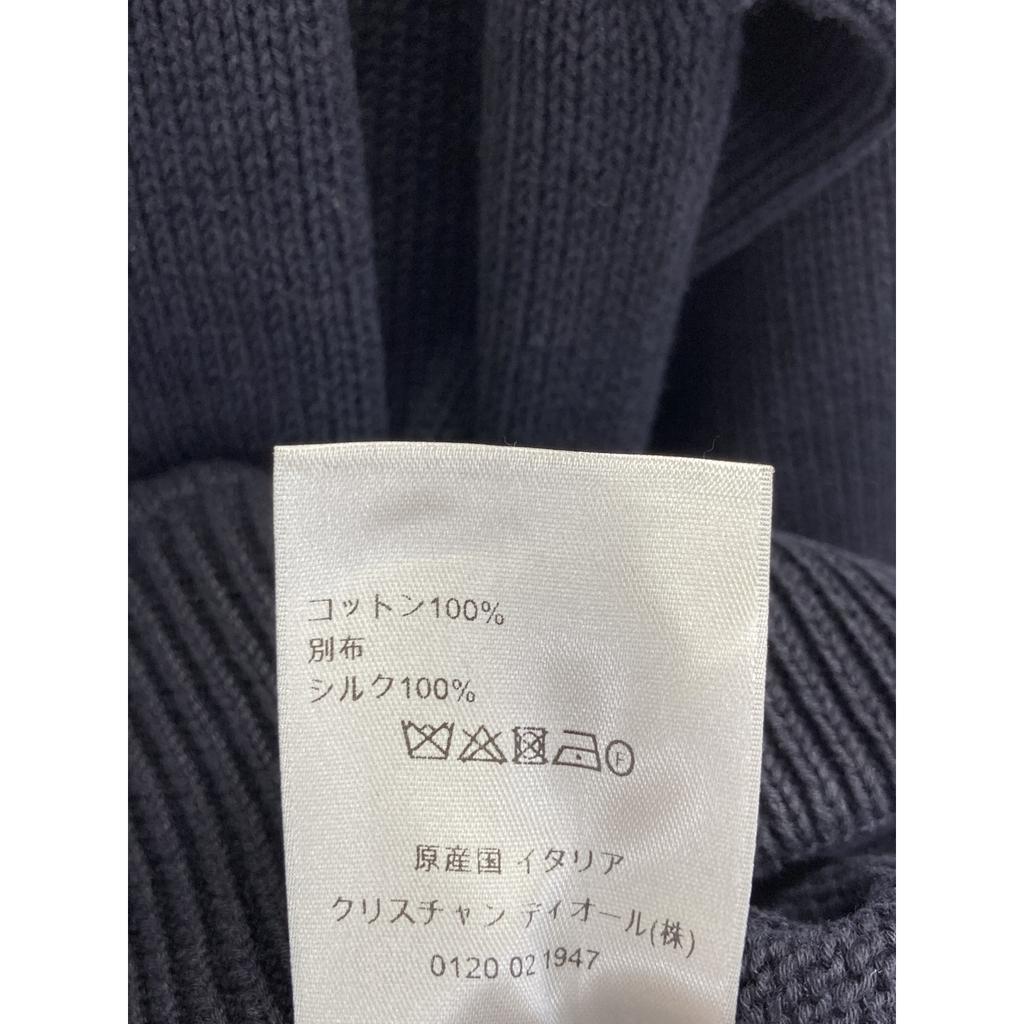 コットン100%
別布
シルク100%
F
原産国 イタリア
クリスチャン ディオール(株)
0120 02 1947